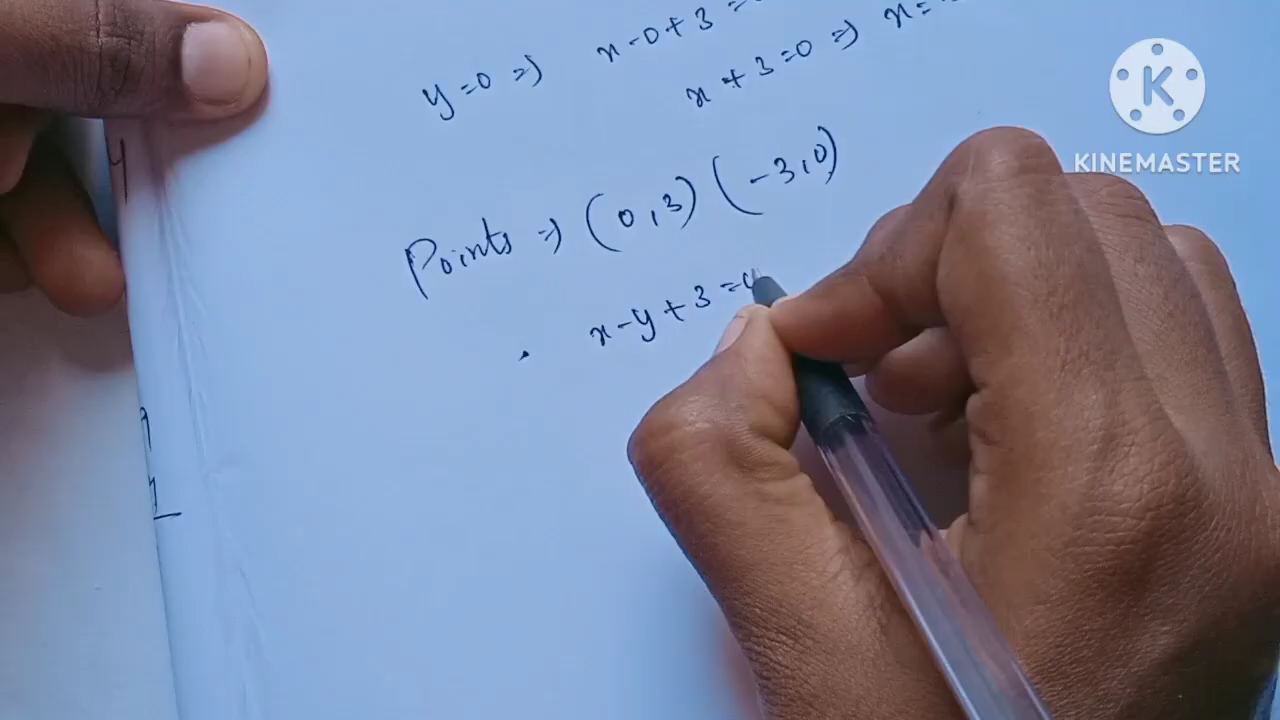 y=0 ⇒ x-0+3=
x+3=0 ⇒ x=
Points ⇒ (0,3) (-3,0)
x-y+3=0
K
KINEMASTER